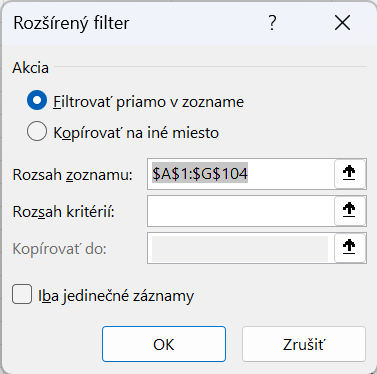 Rozšírený filter
Akcia
Filtrovať priamo v zozname
Kopírovať na iné miesto
Rozsah zoznamu: $A$1:$G$104
Rozsah kritérií:
Kopírovať do:
Iba jedinečné záznamy
OK Zrušiť